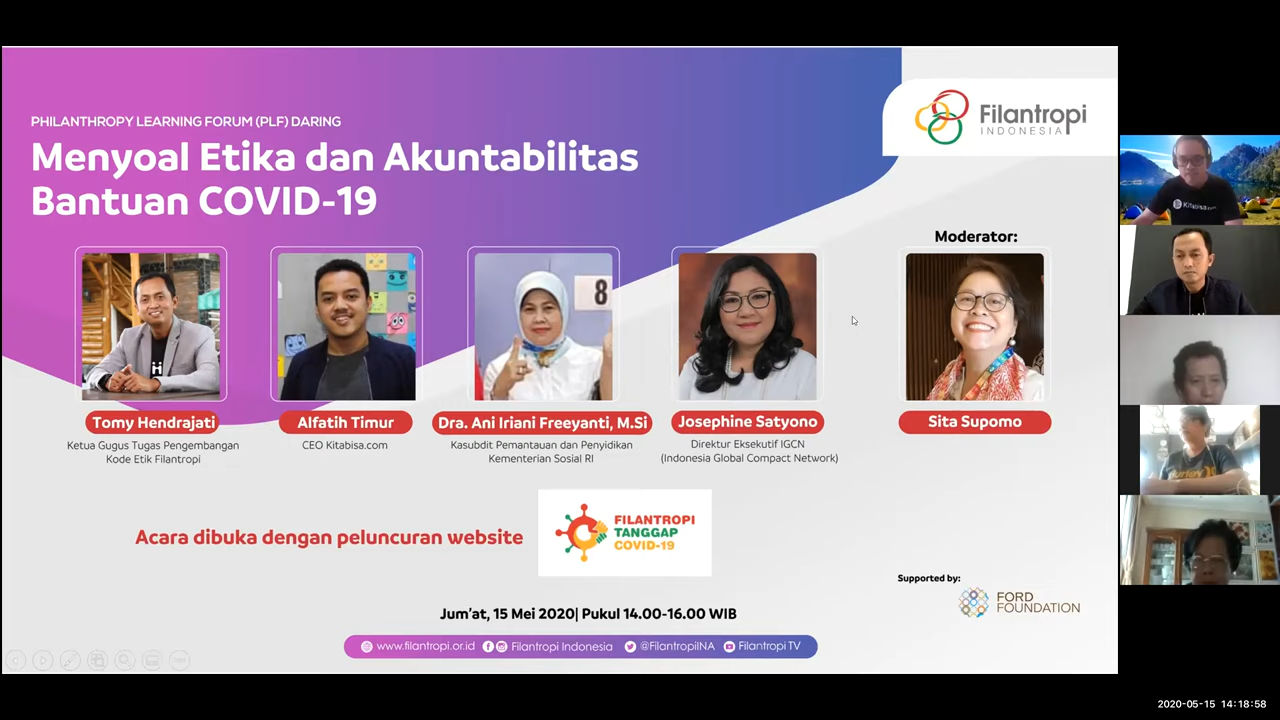 PHILANTHROPY LEARNING FORUM (PLF) DARING
Menyoal Etika dan Akuntabilitas
Bantuan COVID-19
Filantropi
INDONESIA
Moderator:
8
Tomy Hendrajati
Ketua Gugus Tugas Pengembangan
Kode Etik Filantropi
Alfatih Timur
CEO Kitabisa.com
Dra. Ani Iriani Freeyanti, M.Si
Kasubdit Pemantauan dan Penyidikan
Kementerian Sosial RI
Josephine Satyono
Direktur Eksekutif IGCN
(Indonesia Global Compact Network)
Sita Supomo
Acara dibuka dengan peluncuran website
FILANTROPI
TANGGAP
COVID-19
Supported by:
FORD
FOUNDATION
Jum'at, 15 Mei 2020| Pukul 14.00-16.00 WIB
www.filantropi.or.id Filantropi Indonesia @FilantropiINA Filantropi TV
Kitabisa.com
2020-05-15 14:18:58